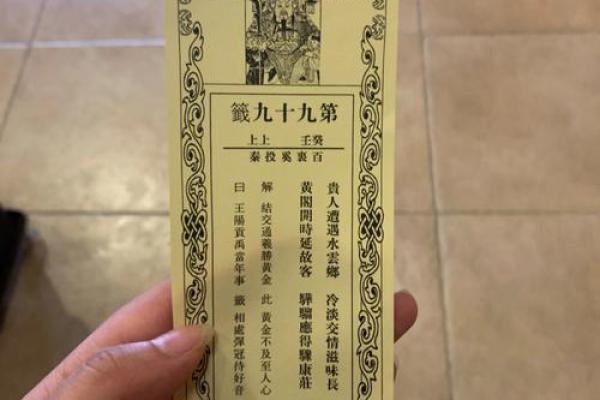 第九十九籤
癸壬 上上
百裏奚投秦
貴人遭遇水雲鄉 冷淡交情滋味長
黃閣開時延故客 驊騮應得驟康莊
解 結交通義勝黃金 此 黃金不及至人心
曰 王陽貢禹當年事 籤 相處彈冠待好音